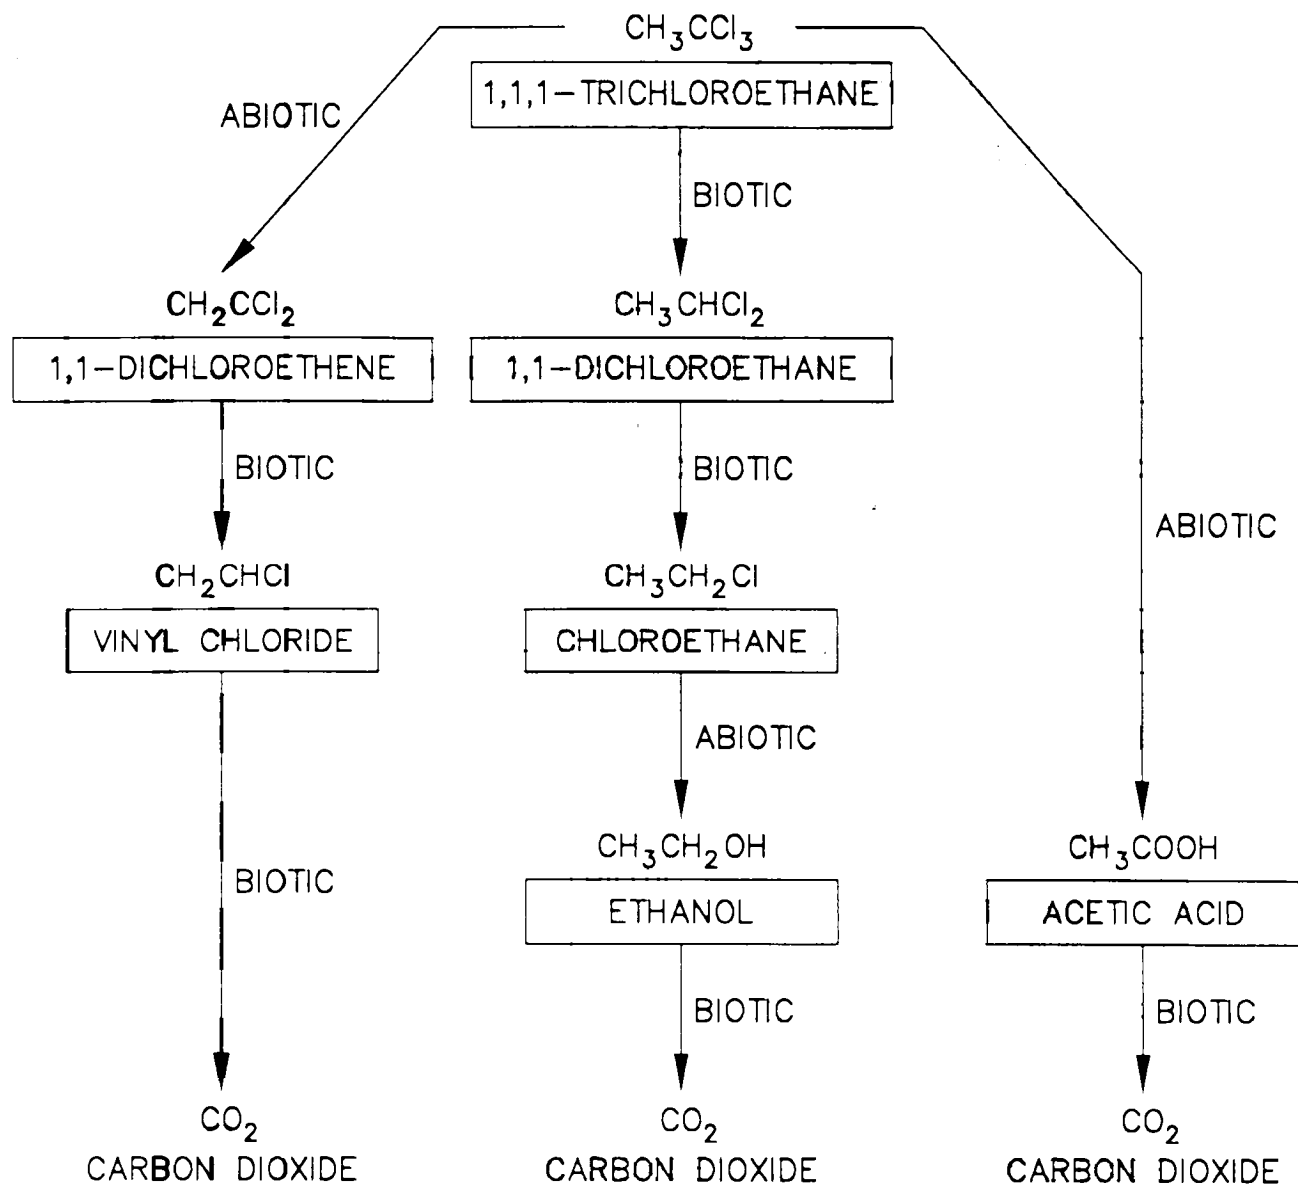 CH₃CCl₃
1,1,1-TRICHLOROETHANE
ABIOTIC
BIOTIC
CH₂CCl₂
CH₃CHCl₂
1,1-DICHLOROETHENE
1,1-DICHLOROETHANE
BIOTIC
BIOTIC
ABIOTIC
CH₂CHCl
CH₃CH₂Cl
VINYL CHLORIDE
CHLOROETHANE
ABIOTIC
CH₃CH₂OH
CH₃COOH
BIOTIC
ETHANOL
ACETIC ACID
BIOTIC
BIOTIC
CO₂
CO₂
CO₂
CARBON DIOXIDE
CARBON DIOXIDE
CARBON DIOXIDE